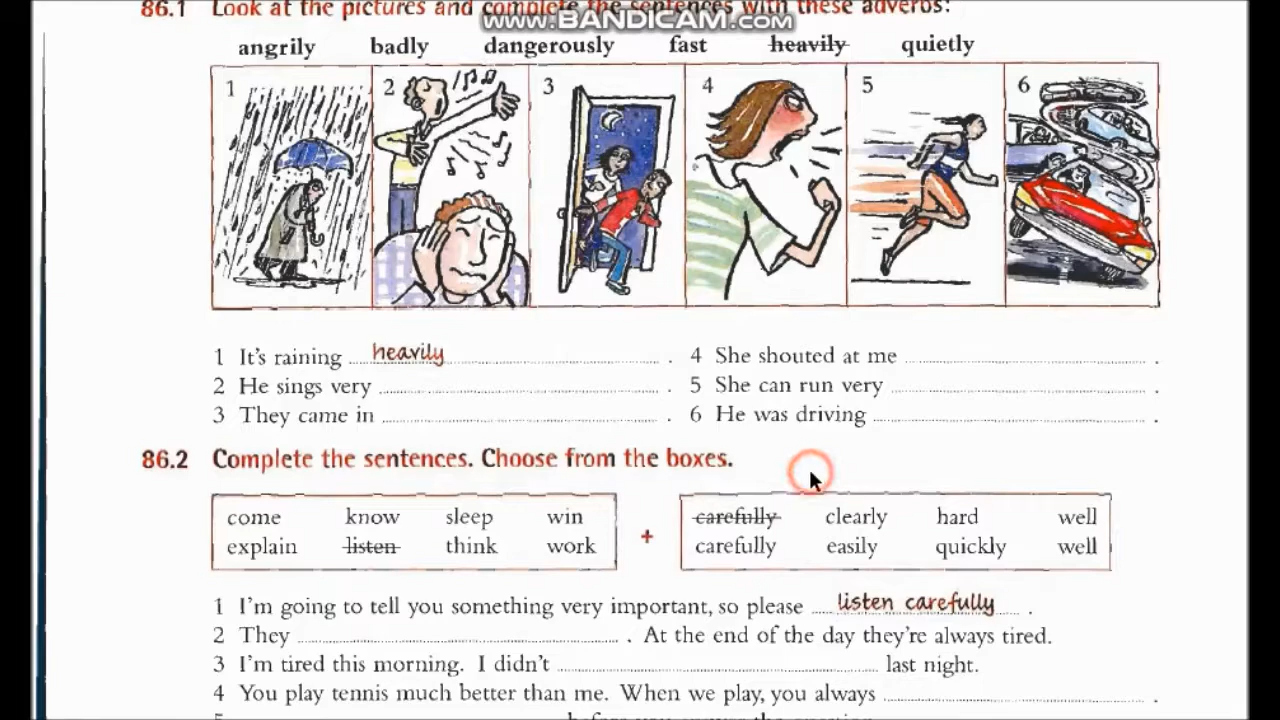 86.1 Look at the pictures and complete the sentences with these adverbs:
www.BANDICAM.com
angrily badly dangerously fast heavily quietly
1 2 3 4 5 6
1 It's raining heavily .
2 He sings very .
3 They came in .
4 She shouted at me .
5 She can run very .
6 He was driving .
86.2 Complete the sentences. Choose from the boxes.
come know sleep win
explain listen think work
+
carefully clearly hard well
carefully easily quickly well
1 I'm going to tell you something very important, so please listen carefully .
2 They . At the end of the day they're always tired.
3 I'm tired this morning. I didn't last night.
4 You play tennis much better than me. When we play, you always .
5 before you answer the question.